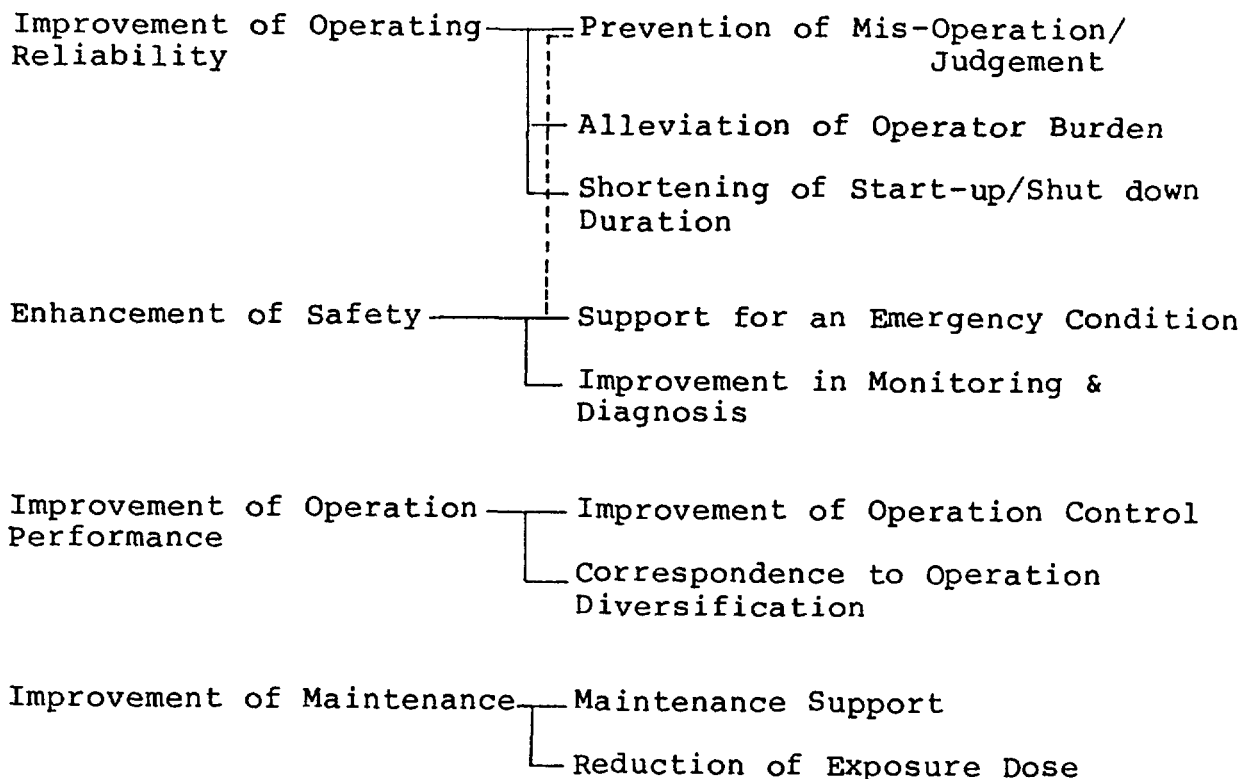 Improvement of Operating
Reliability
Prevention of Mis-Operation/
Judgement
Alleviation of Operator Burden
Shortening of Start-up/Shut down
Duration
Enhancement of Safety
Support for an Emergency Condition
Improvement in Monitoring &
Diagnosis
Improvement of Operation
Performance
Improvement of Operation Control
Correspondence to Operation
Diversification
Improvement of Maintenance
Maintenance Support
Reduction of Exposure Dose